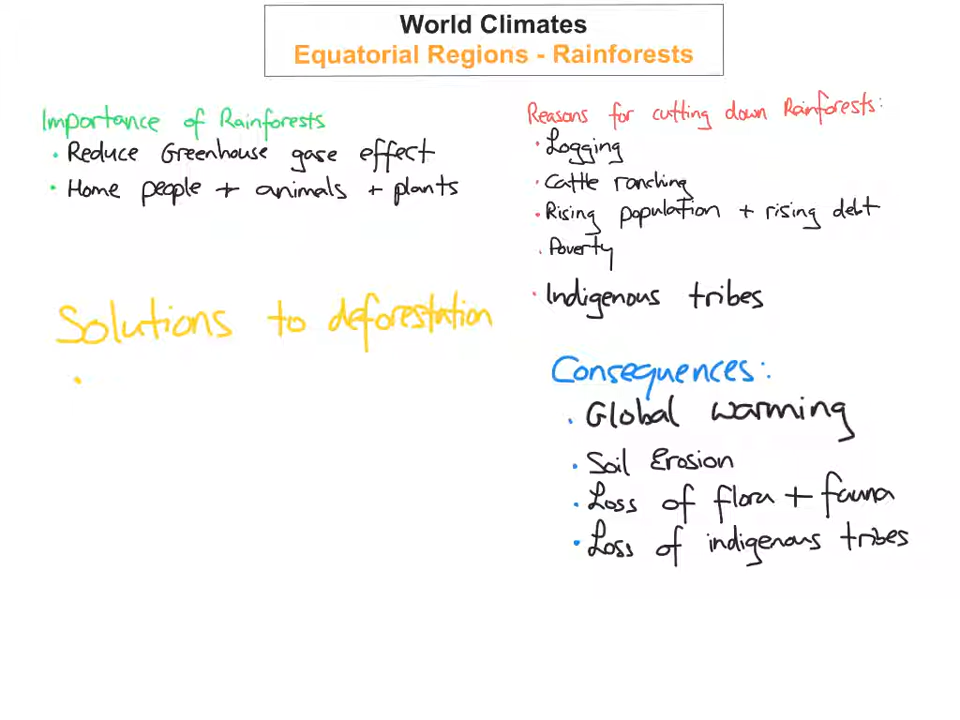 World Climates
Equatorial Regions - Rainforests
Importance of Rainforests
• Reduce Greenhouse gase effect
• Home people + animals + plants
Reasons for cutting down Rainforests:
• Logging
• Cattle ranching
• Rising population + rising debt
• Poverty
• Indigenous tribes
Solutions to deforestation
•
Consequences:
• Global warming
• Soil Erosion
• Loss of flora + fauna
• Loss of indigenous tribes